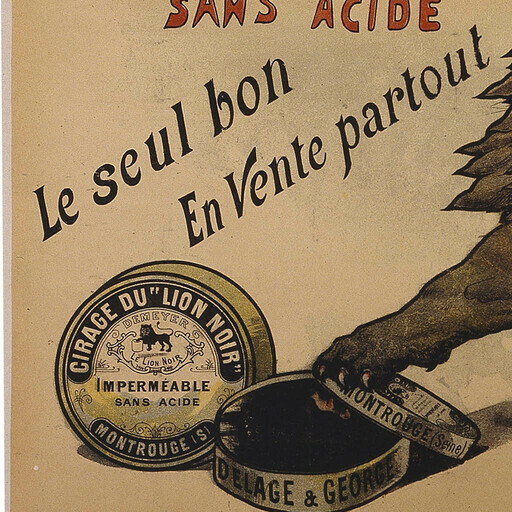 SANS ACIDE
Le seul bon
En Vente partout
CIRAGE DU "LION NOIR"
DEMEYER
LE LION NOIR
IMPERMÉABLE
SANS ACIDE
MONTROUGE (S)
MONTROUGE (Seine)
DELAGE & GEORGE